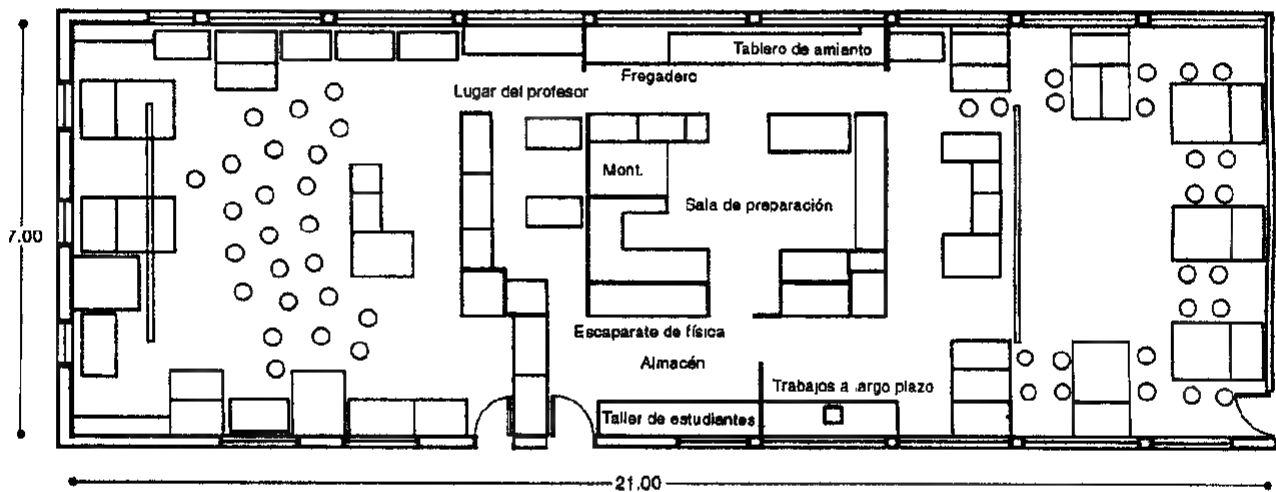 Tablero de amiento
Fregadero
Lugar del profesor
Mont.
Sala de preparación
7.00
Escaparate de física
Almacén
Trabajos a largo plazo
Taller de estudiantes
21.00